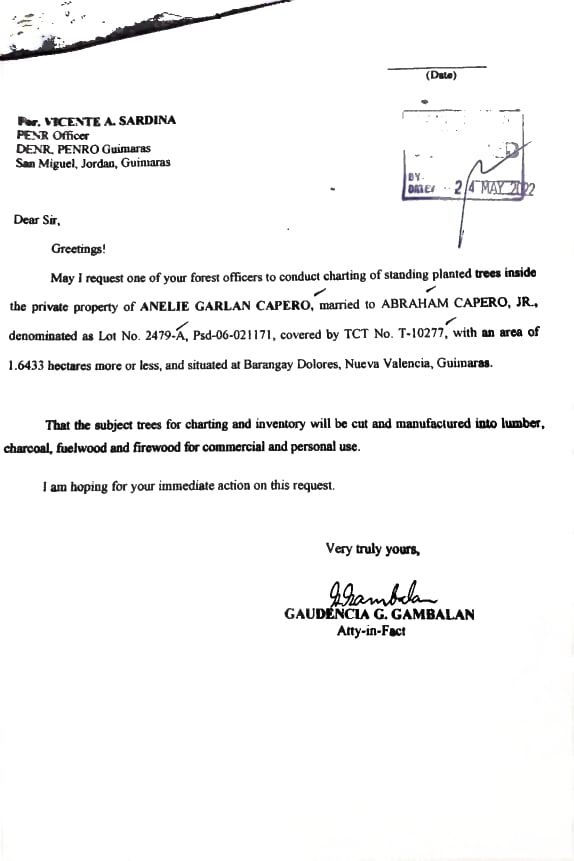 (Date)
For. VICENTE A. SARDINA
PENR Officer
DENR, PENRO Guimaras
San Miguel, Jordan, Guimaras
BY:
DATE: 24 MAY 2022
Dear Sir,
Greetings!
May I request one of your forest officers to conduct charting of standing planted trees inside
the private property of ANELIE GARLAN CAPERO, married to ABRAHAM CAPERO, JR.,
denominated as Lot No. 2479-A, Psd-06-021171, covered by TCT No. T-10277, with an area of
1.6433 hectares more or less, and situated at Barangay Dolores, Nueva Valencia, Guimaras.
That the subject trees for charting and inventory will be cut and manufactured into lumber,
charcoal, fuelwood and firewood for commercial and personal use.
I am hoping for your immediate action on this request.
Very truly yours,
GGambalan
GAUDENCIA G. GAMBALAN
Atty-in-Fact